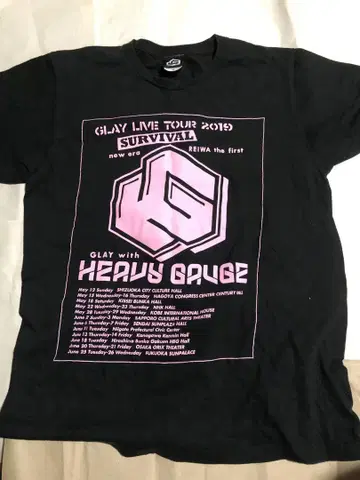 GLAY LIVE TOUR 2019
SURVIVAL
new era REIWA the first
GLAY with
HEAVY GAUGE
May 12 Sunday SHIZUOKA CITY CULTURE HALL
May 15 Wednesday-16 Thursday NAGOYA CONGRESS CENTER CENTURY HALL
May 18 Saturday KINSEI BUNKA HALL
May 22 Wednesday-23 Thursday NHK HALL
May 28 Tuesday-29 Wednesday KOBE INTERNATIONAL HOUSE
June 2 Sunday-3 Monday SAPPORO CULTURAL ARTS THEATER
June 6 Thursday-7 Friday SENDAI SUNPLAZA HALL
June 11 Tuesday Niigata Prefectural Civic Center
June 13 Thursday-14 Friday Kanagawa Kenmin Hall
June 18 Tuesday Hiroshima Bunka Gakuen HBG Hall
June 20 Thursday-21 Friday OSAKA ORIX THEATER
June 25 Tuesday-26 Wednesday FUKUOKA SUNPALACE